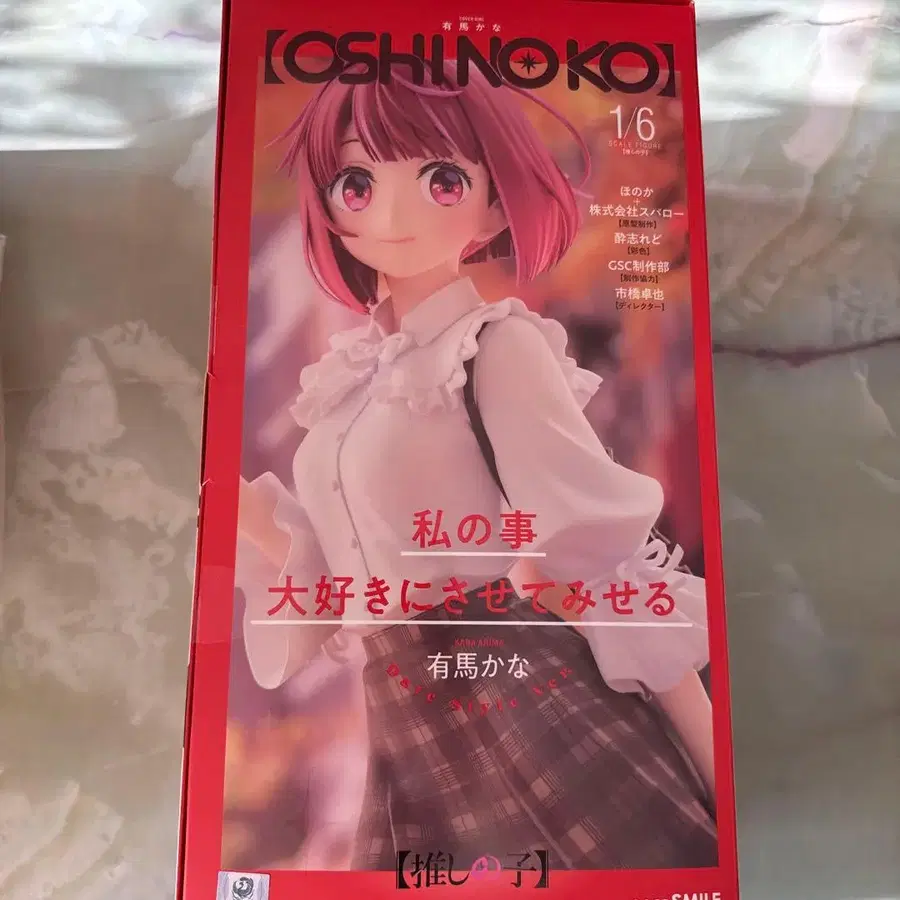 有馬かな
【OSHI NO KO】
1/6
SCALE FIGURE
【推しの子】
ほのか
+
株式会社スパロー
【原型制作】
酔志れど
【彩色】
GSC制作部
【制作協力】
市橋卓也
【ディレクター】
私の事
大好きにさせてみせる
KANA ARIMA
有馬かな
Date Style Ver.
【推しの子】
SMILE